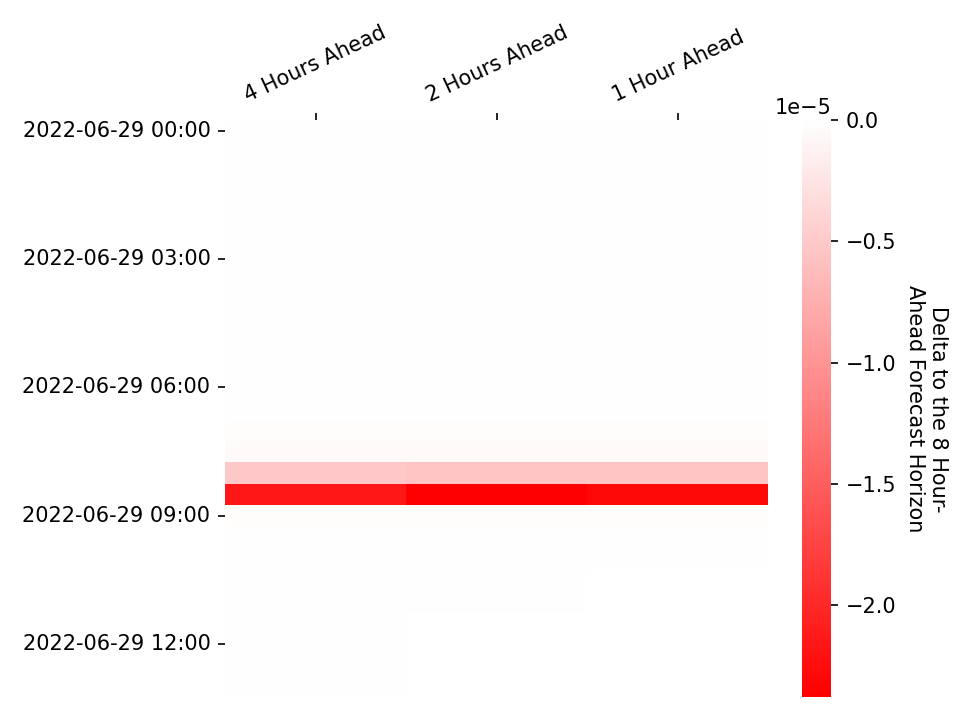 4 Hours Ahead
2 Hours Ahead
1 Hour Ahead
2022-06-29 00:00
2022-06-29 03:00
2022-06-29 06:00
2022-06-29 09:00
2022-06-29 12:00
1e−5
0.0
−0.5
−1.0
−1.5
−2.0
Delta to the 8 Hour-
Ahead Forecast Horizon